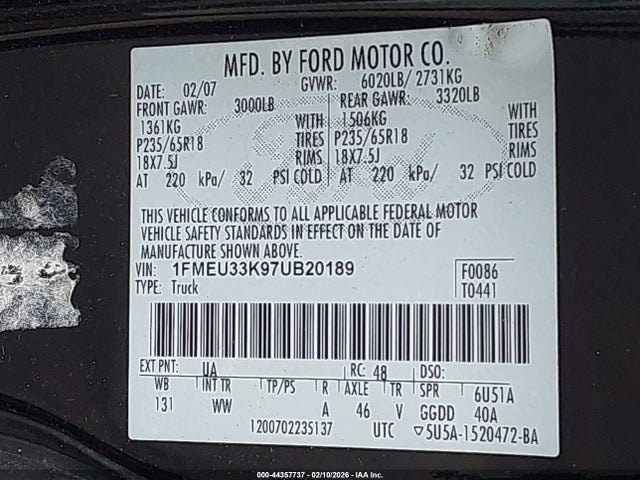 MFD. BY FORD MOTOR CO.
DATE: 02/07 GVWR: 6020LB/ 2731KG
FRONT GAWR: 3000LB REAR GAWR: 3320LB
1361KG 1506KG WITH
P235/65R18 TIRES P235/65R18 TIRES
18X7.5J RIMS 18X7.5J RIMS
AT 220 kPa/ 32 PSI COLD AT 220 kPa/ 32 PSI COLD
THIS VEHICLE CONFORMS TO ALL APPLICABLE FEDERAL MOTOR
VEHICLE SAFETY STANDARDS IN EFFECT ON THE DATE OF
MANUFACTURE SHOWN ABOVE.
VIN: 1FMEU33K97UB20189 F0086
TYPE: Truck T0441
EXT PNT: UA RC: 48 DSO:
WB INT TR TP/PS R AXLE TR SPR 6U51A
131 WW A 46 V GGDD 40A
1200702235137 UTC ▽5U5A-1520472-BA
000-44357737 - 02/10/2026 - IAA, Inc.